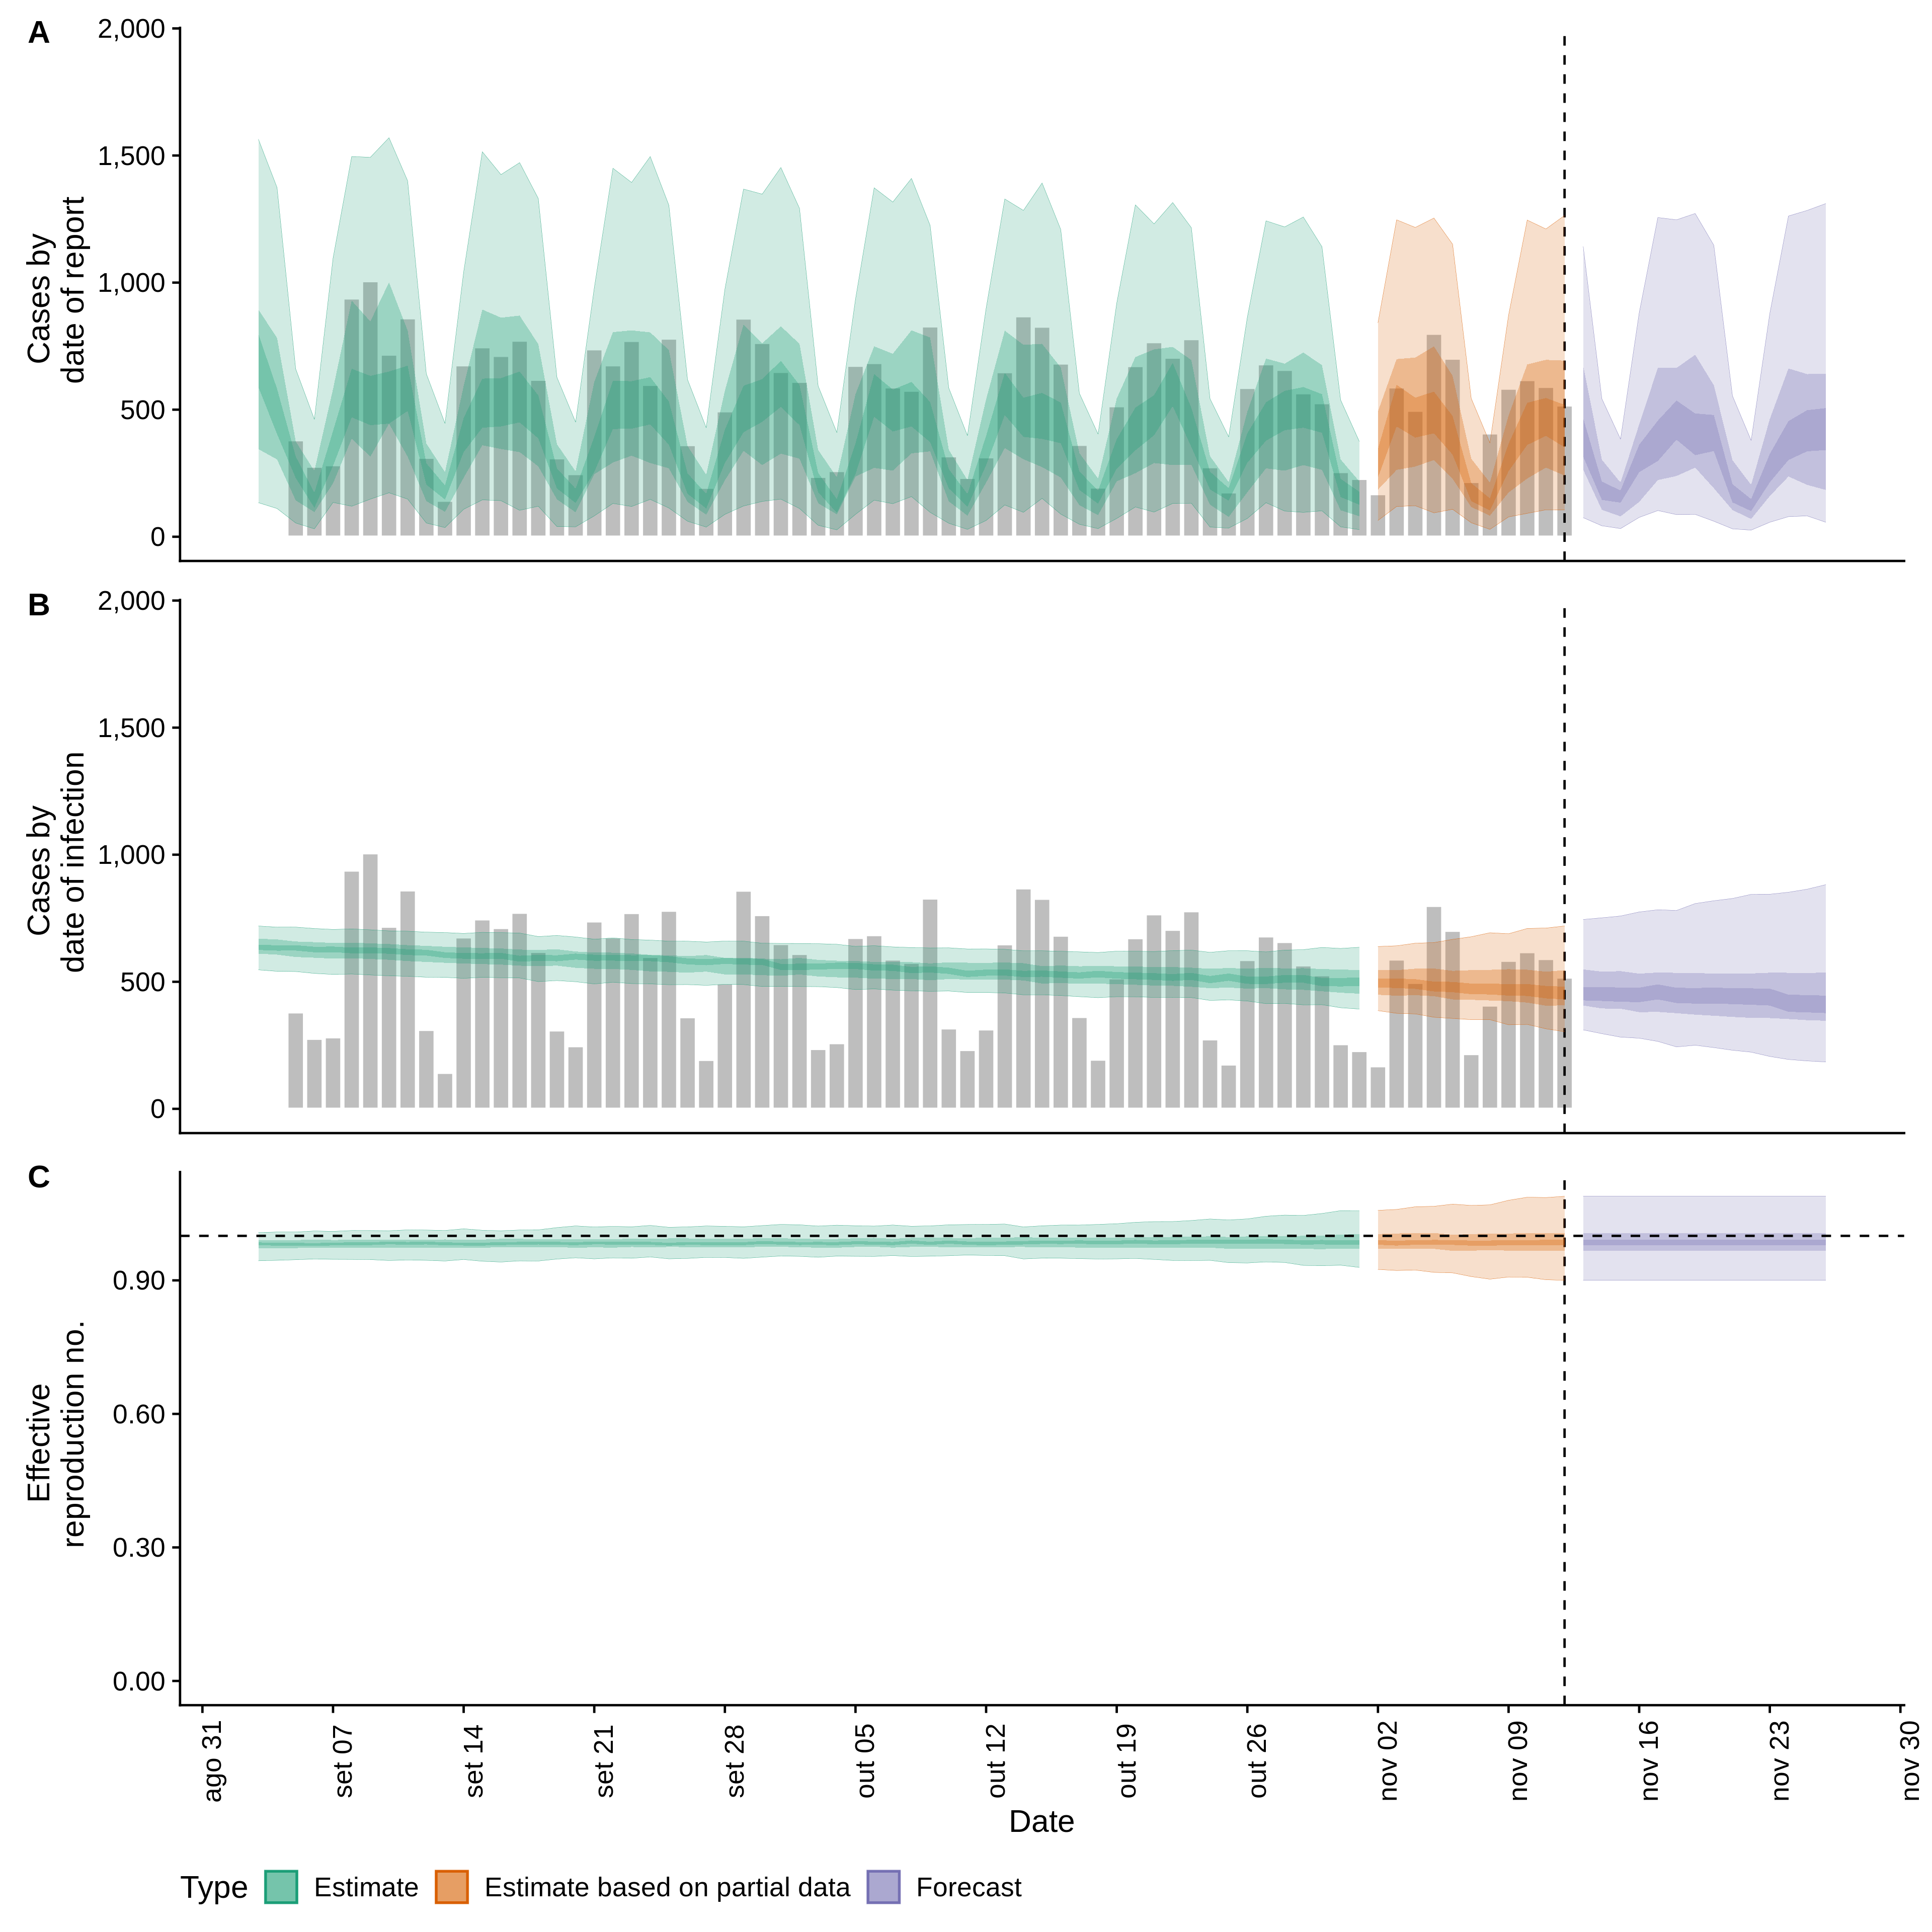 A
2,000
1,500
1,000
500
0
Cases by
date of report
B
2,000
1,500
1,000
500
0
Cases by
date of infection
C
0.90
0.60
0.30
0.00
Effective
reproduction no.
ago 31
set 07
set 14
set 21
set 28
out 05
out 12
out 19
out 26
nov 02
nov 09
nov 16
nov 23
nov 30
Date
Type Estimate Estimate based on partial data Forecast